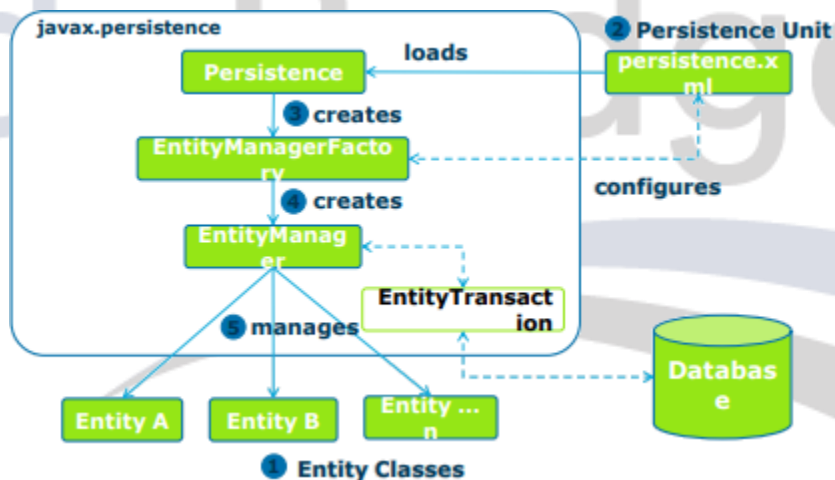 javax.persistence
2 Persistence Unit
loads
Persistence
persistence.x
ml
3 creates
EntityManagerFacto
ry
configures
4 creates
EntityManag
er
EntityTransact
ion
5 manages
Databas
e
Entity A
Entity B
Entity ...
n
1 Entity Classes